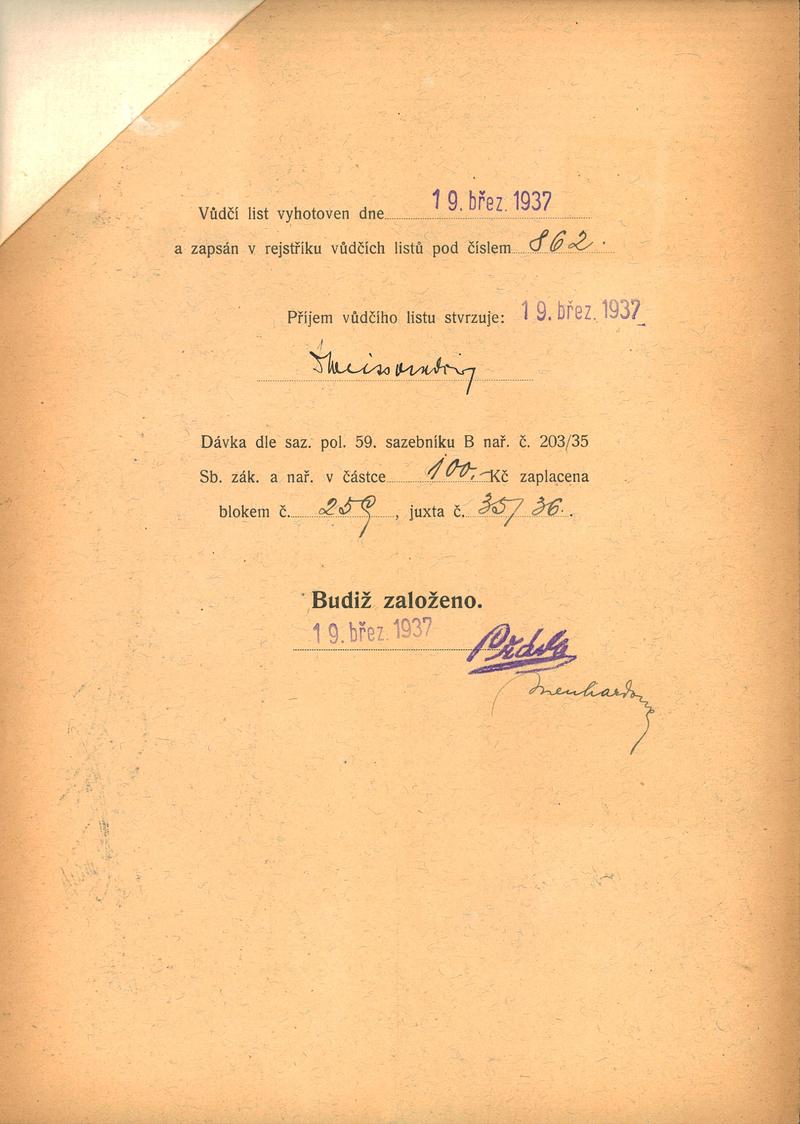 Vůdčí list vyhotoven dne 19. břez. 1937
a zapsán v rejstříku vůdčích listů pod číslem 862.
Příjem vůdčího listu stvrzuje: 19. břez. 1937
Dávka dle saz. pol. 59. sazebníku B nař. č. 203/35
Sb. zák. a nař. v částce 100.- Kč zaplacena
blokem č. 259, juxta č. 35/36.
Budiž založeno.
19. břez. 1937